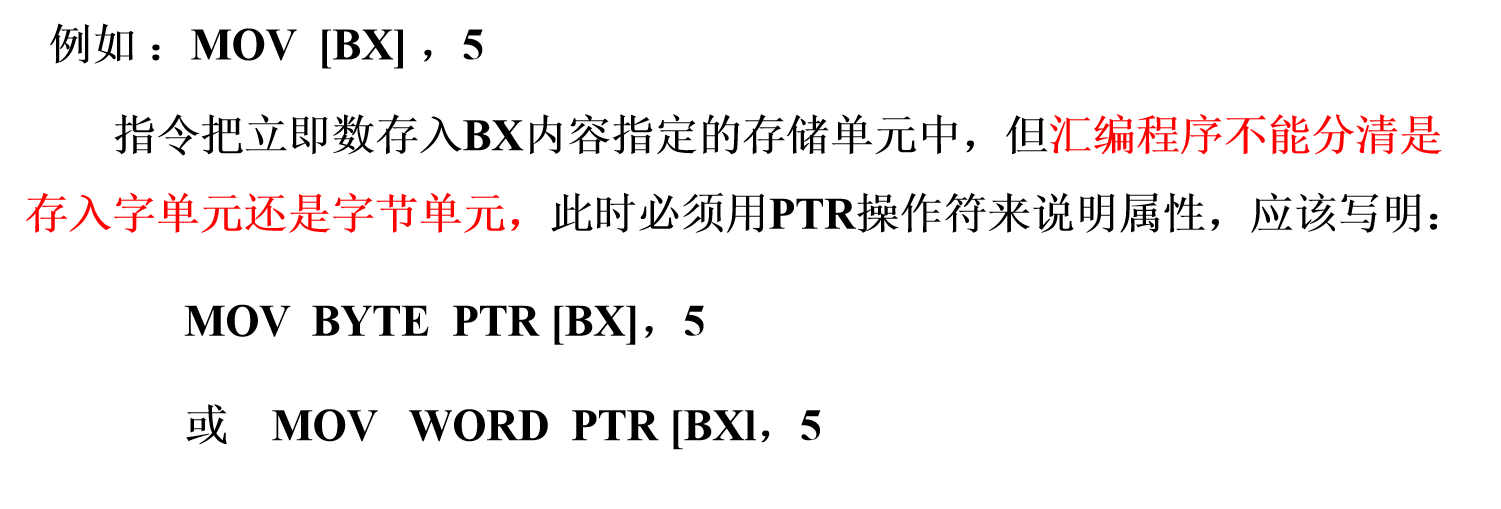 例如：MOV [BX]，5
指令把立即数存入BX内容指定的存储单元中，但汇编程序不能分清是
存入字单元还是字节单元，此时必须用PTR操作符来说明属性，应该写明：
MOV BYTE PTR [BX]，5
或 MOV WORD PTR [BXl，5